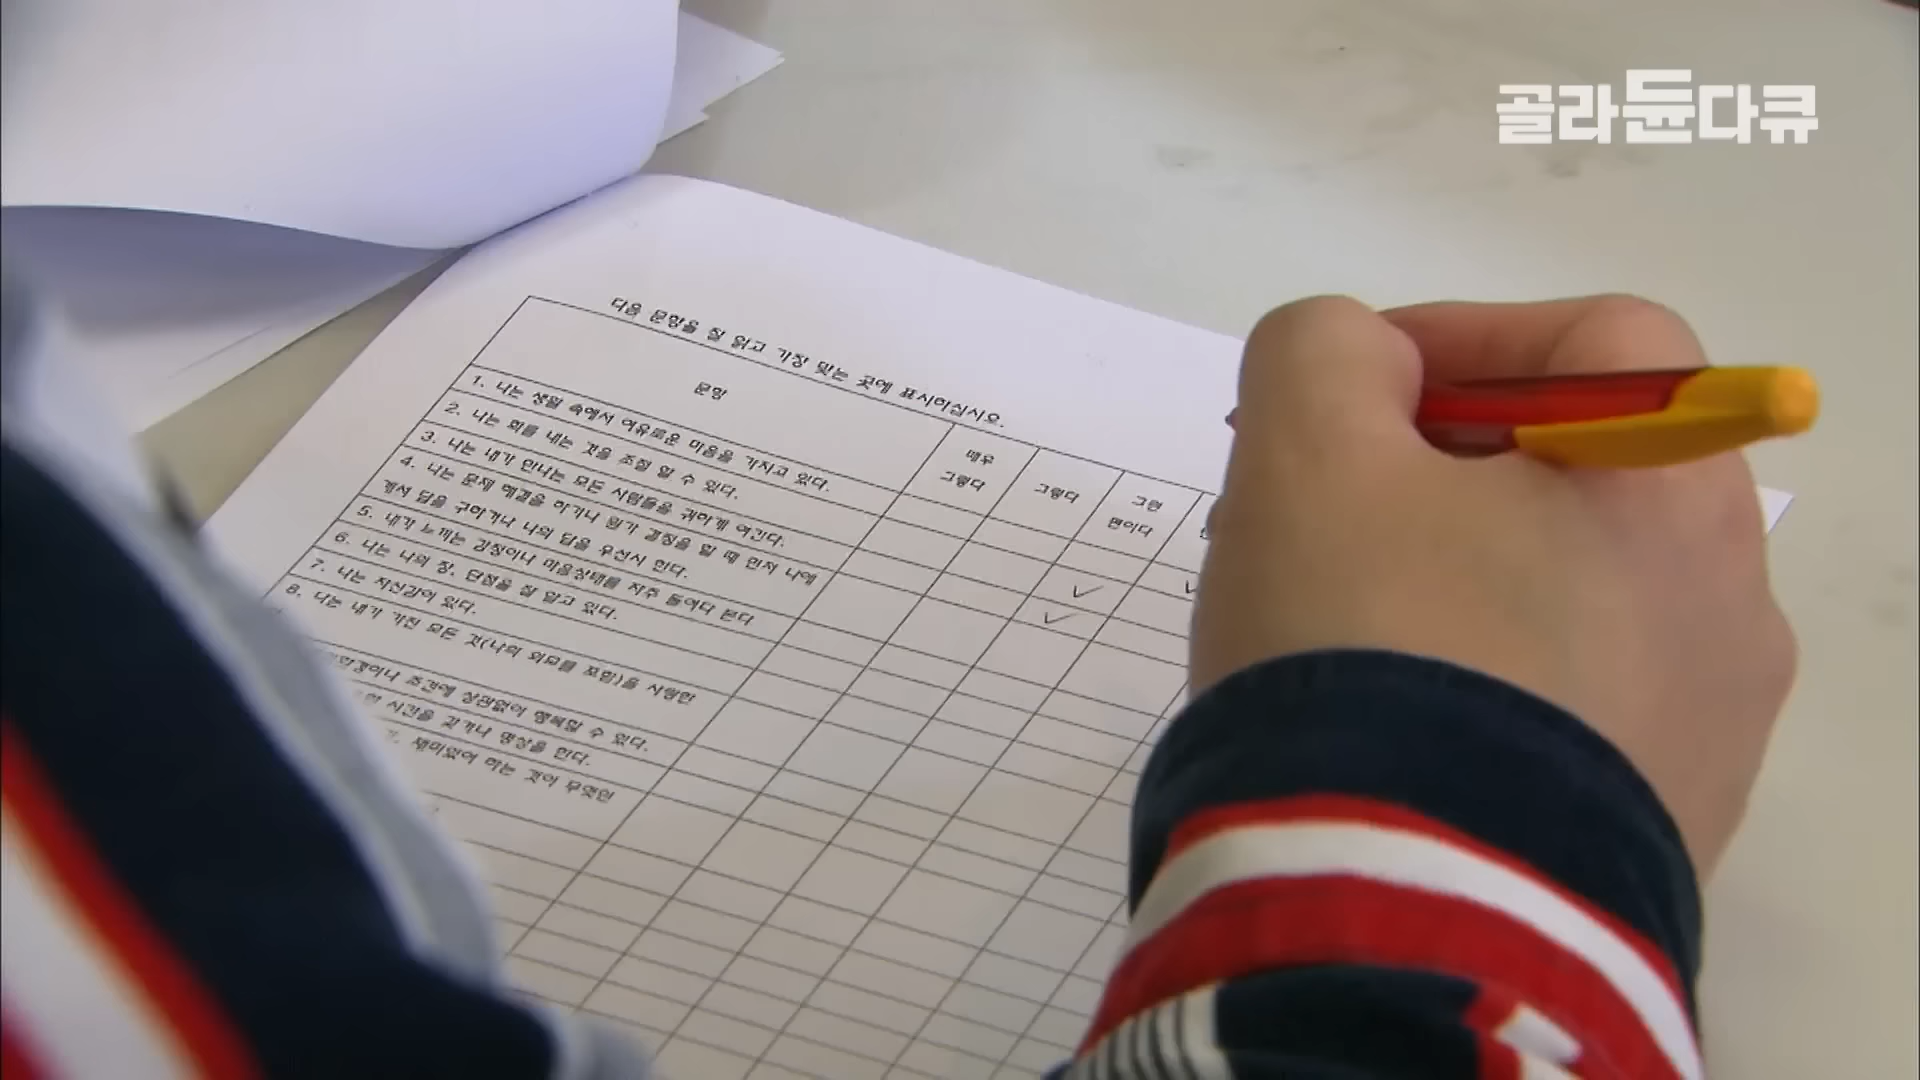 골라듄다큐
다음 문항을 잘 읽고 가장 맞는 곳에 표시하십시오.
문항
매우
그렇다
그렇다
그런
편이다
1. 나는 생활 속에서 여유로운 마음을 가지고 있다.
2. 나는 화를 내는 것을 조절 할 수 있다.
3. 나는 내가 만나는 모든 사람들을 귀하게 여긴다.
4. 나는 문제 해결을 하거나 뭔가 결정을 할 때 먼저 나에
게서 답을 구하거나 나의 답을 우선시 한다.
5. 내가 느끼는 감정이나 마음상태를 자주 들여다 본다
6. 나는 나의 장, 단점을 잘 알고 있다.
7. 나는 자신감이 있다.
8. 나는 내가 가진 모든 것(나의 외모를 포함)을 사랑한
조건에 상관없이 행복할 수 있다.
시간을 갖거나 명상을 한다.
재미있어 하는 것이 무엇인